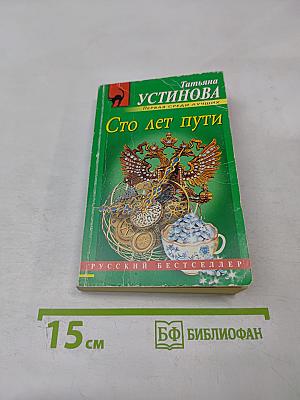 Татьяна
УСТИНОВА
ПЕРВАЯ СРЕДИ ЛУЧШИХ
Сто лет пути
РУССКИЙ БЕСТСЕЛЛЕР
15 см
БФ БИБЛИОФАН